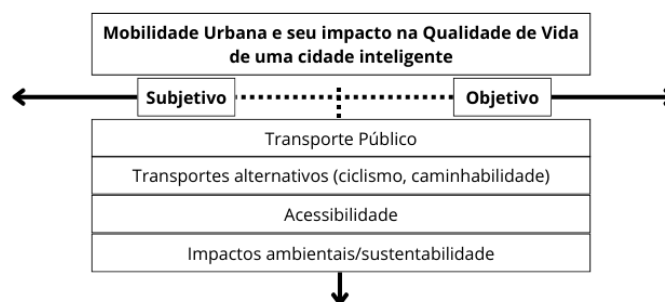 Mobilidade Urbana e seu impacto na Qualidade de Vida
de uma cidade inteligente
Subjetivo
Objetivo
Transporte Público
Transportes alternativos (ciclismo, caminhabilidade)
Acessibilidade
Impactos ambientais/sustentabilidade